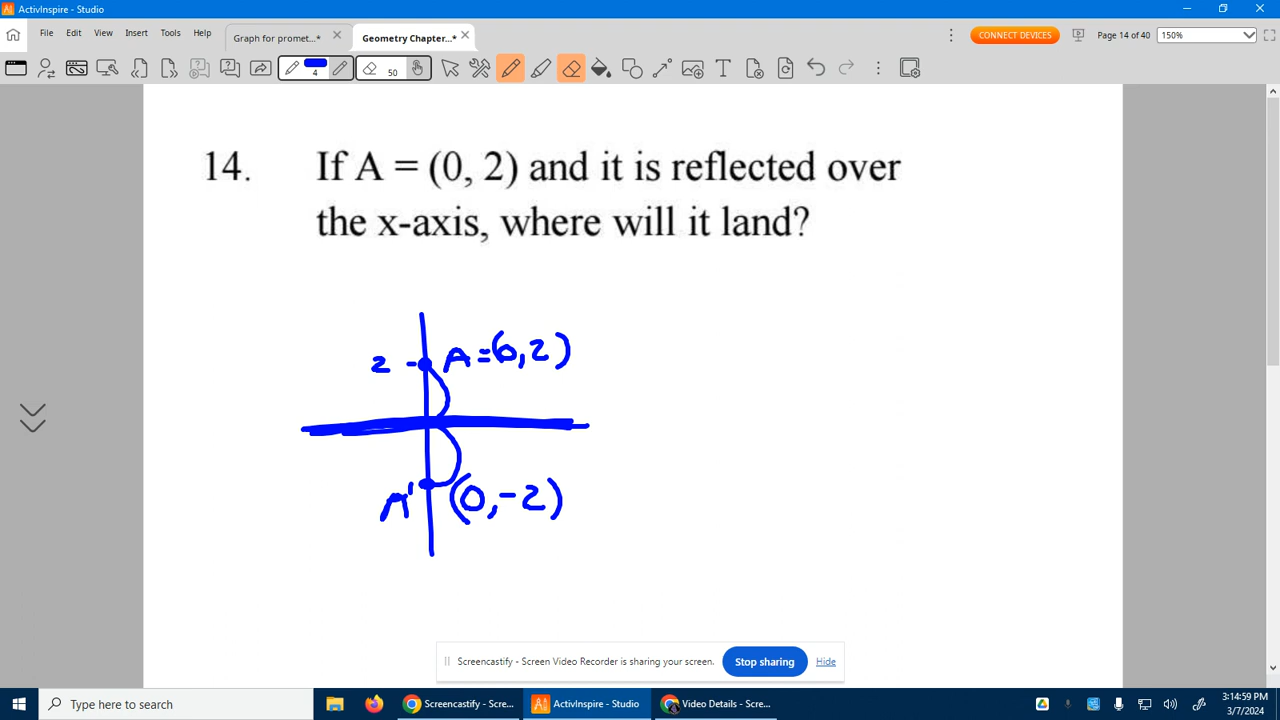 ActivInspire - Studio
File Edit View Insert Tools Help
Graph for promet...*
Geometry Chapter...*
CONNECT DEVICES
Page 14 of 40
150%
4
50
14. If A = (0, 2) and it is reflected over
the x-axis, where will it land?
2 A = (0, 2)
A' (0, -2)
Screencastify - Screen Video Recorder is sharing your screen. Stop sharing Hide
Type here to search
Screencastify - Scre...
ActivInspire - Studio
Video Details - Scre...
3:14:59 PM
3/7/2024